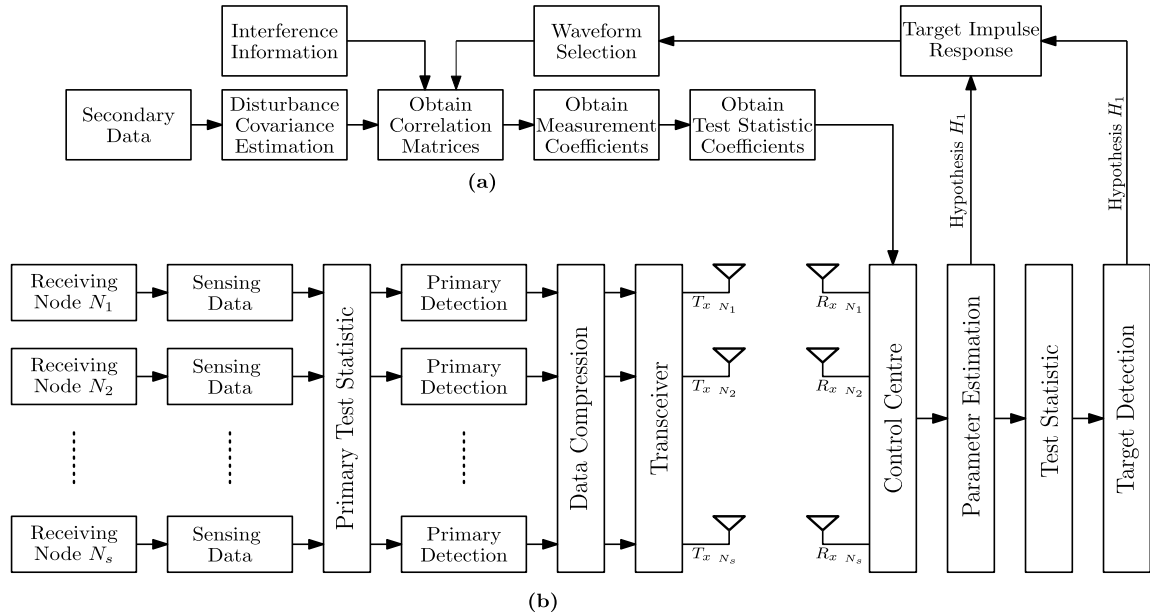 Interference
Information
Waveform
Selection
Target Impulse
Response
Secondary
Data
Disturbance
Covariance
Estimation
Obtain
Correlation
Matrices
Obtain
Measurement
Coefficients
Obtain
Test Statistic
Coefficients
(a)
Hypothesis H₁
Hypothesis H₁
Receiving
Node N₁
Sensing
Data
Primary
Detection
Tₓ N₁
Rₓ N₁
Receiving
Node N₂
Sensing
Data
Primary
Detection
Tₓ N₂
Rₓ N₂
Receiving
Node Nₛ
Sensing
Data
Primary
Detection
Tₓ Nₛ
Rₓ Nₛ
Primary Test Statistic
Data Compression
Transceiver
Control Centre
Parameter Estimation
Test Statistic
Target Detection
(b)